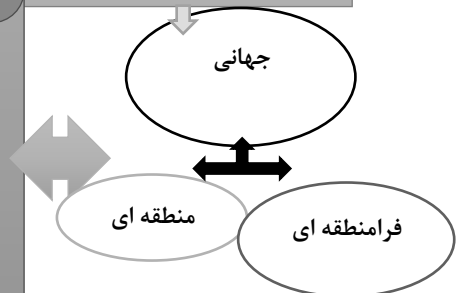 جهانی
منطقه ای
فرامنطقه ای